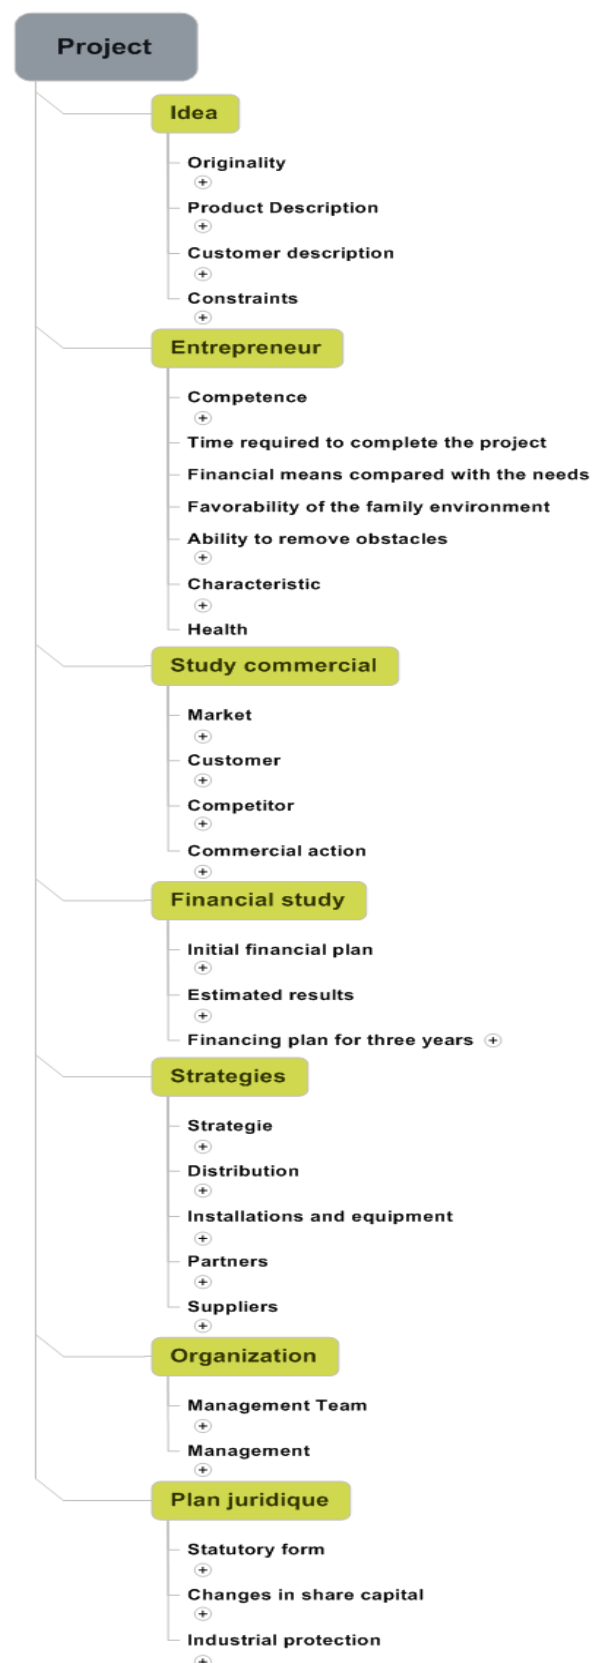 Project
Idea
Originality
Product Description
Customer description
Constraints
Entrepreneur
Competence
Time required to complete the project
Financial means compared with the needs
Favorability of the family environment
Ability to remove obstacles
Characteristic
Health
Study commercial
Market
Customer
Competitor
Commercial action
Financial study
Initial financial plan
Estimated results
Financing plan for three years
Strategies
Strategie
Distribution
Installations and equipment
Partners
Suppliers
Organization
Management Team
Management
Plan juridique
Statutory form
Changes in share capital
Industrial protection